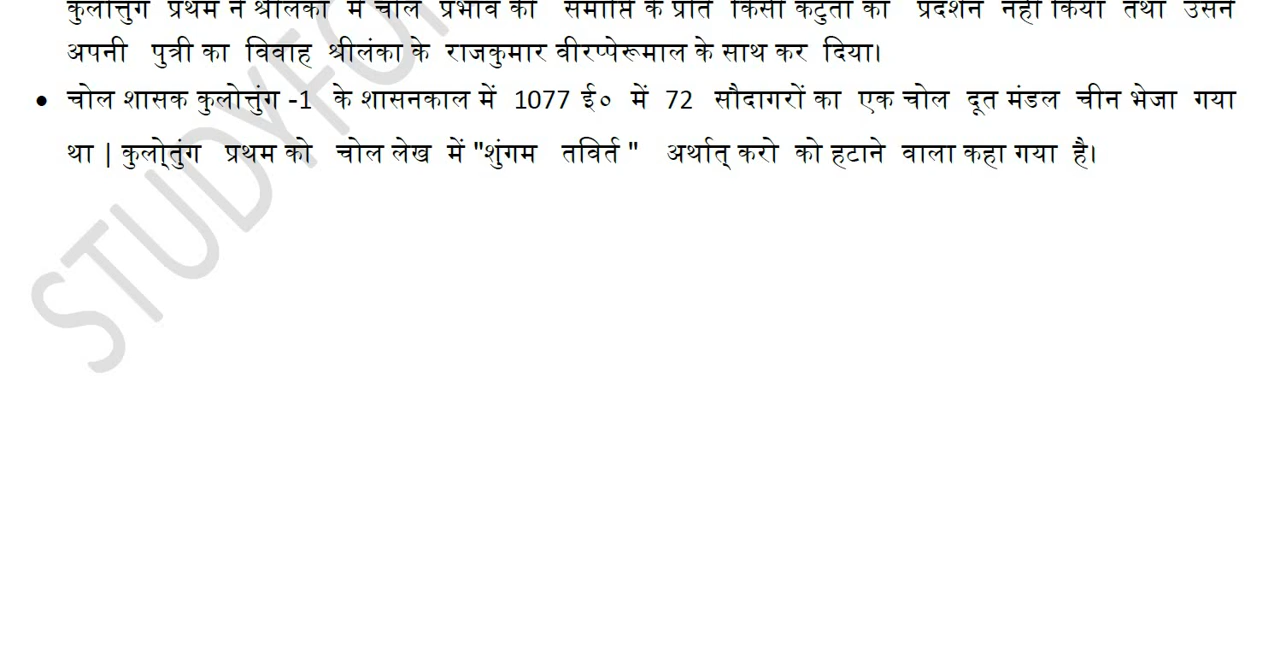 कुलोत्तुंग प्रथम ने श्रीलंका में चोल प्रभाव की समाप्ति के प्रति किसी कटुता का प्रदर्शन नहीं किया तथा उसने
अपनी पुत्री का विवाह श्रीलंका के राजकुमार वीरप्पेरूमाल के साथ कर दिया।
• चोल शासक कुलोत्तुंग -1 के शासनकाल में 1077 ई० में 72 सौदागरों का एक चोल दूत मंडल चीन भेजा गया
था | कुलोतुंग प्रथम को चोल लेख में "शुंगम तविर्त " अर्थात् करो को हटाने वाला कहा गया है।